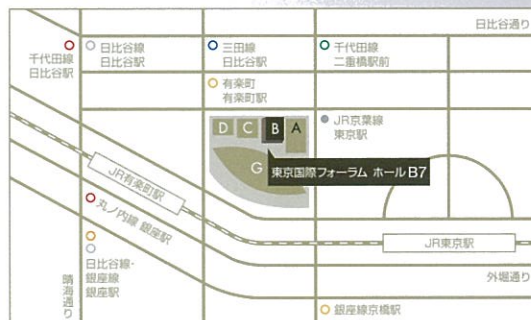 日比谷通り
千代田線
日比谷駅
日比谷線
日比谷駅
三田線
日比谷駅
千代田線
二重橋駅前
有楽町
有楽町駅
D
C
B
A
JR京葉線
東京駅
G
東京国際フォーラム ホール B7
JR有楽町駅
丸ノ内線 銀座駅
日比谷線・
銀座線
銀座駅
晴海通り
JR東京駅
外堀通り
銀座線京橋駅